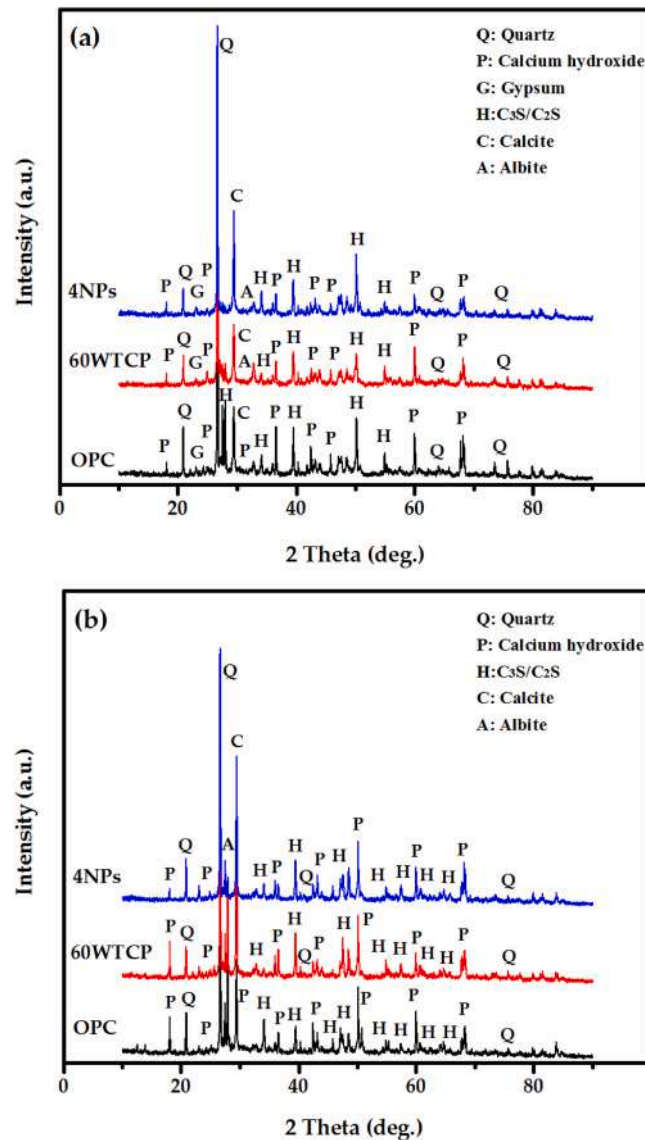 (a)
Q
Q: Quartz
P: Calcium hydroxide
G: Gypsum
H:C₃S/C₂S
C: Calcite
A: Albite
Intensity (a.u.)
C
H
4NPs
P Q G P A H P H P P H P Q P Q
60WTCP
P Q G P C A H P H P P H H P Q P Q
OPC
P Q G P H C P H P H P P H H P Q P Q
0 20 40 60 80
2 Theta (deg.)
(b)
Q
Q: Quartz
P: Calcium hydroxide
H:C₃S/C₂S
C: Calcite
A: Albite
Intensity (a.u.)
C
4NPs
P Q P A H P H Q P H P H H P H H P Q
60WTCP
P Q P H P H Q P H P H H P H H P Q
OPC
P Q P P H P H P H H P H H P H H P Q
0 20 40 60 80
2 Theta (deg.)